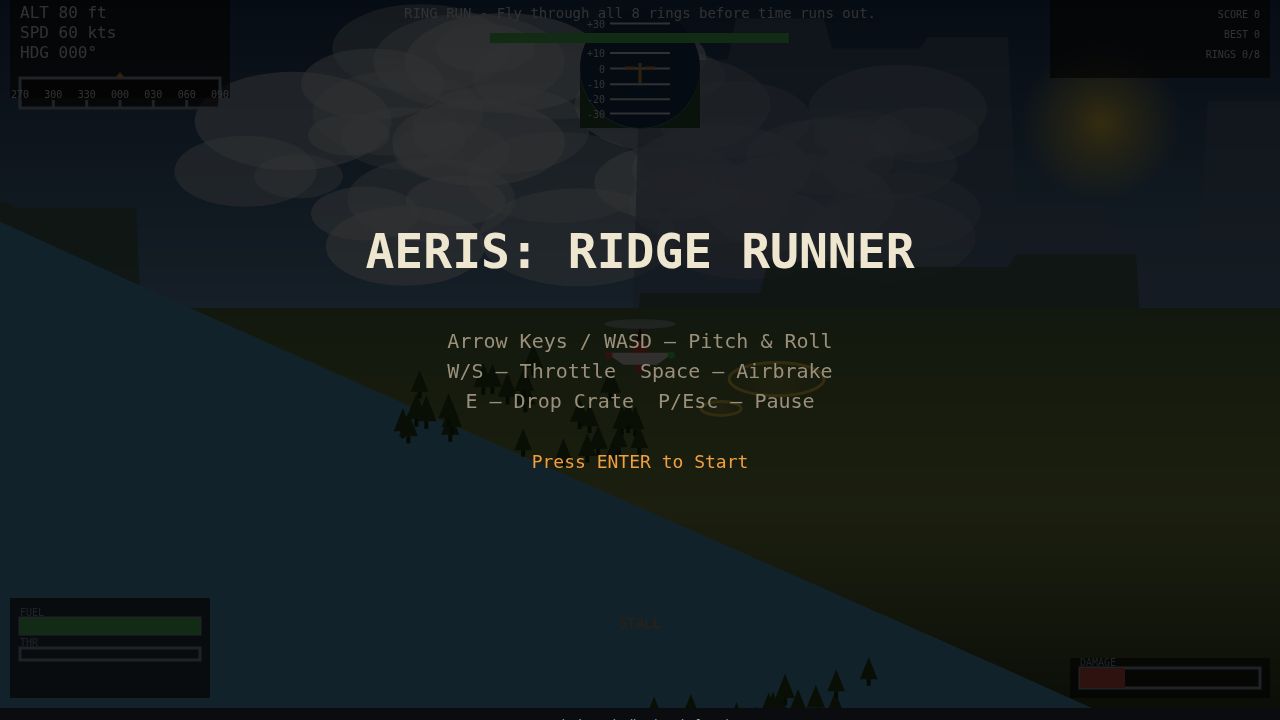 ALT 80 ft
SPD 60 kts
HDG 000°
270 300 330 000 030 060 090
RING RUN - Fly through all 8 rings before time runs out.
+30
+10
0
-10
-20
-30
SCORE 0
BEST 0
RINGS 0/8
AERIS: RIDGE RUNNER
Arrow Keys / WASD — Pitch & Roll
W/S — Throttle  Space — Airbrake
E — Drop Crate  P/Esc — Pause
Press ENTER to Start
STALL
FUEL
THR
DAMAGE